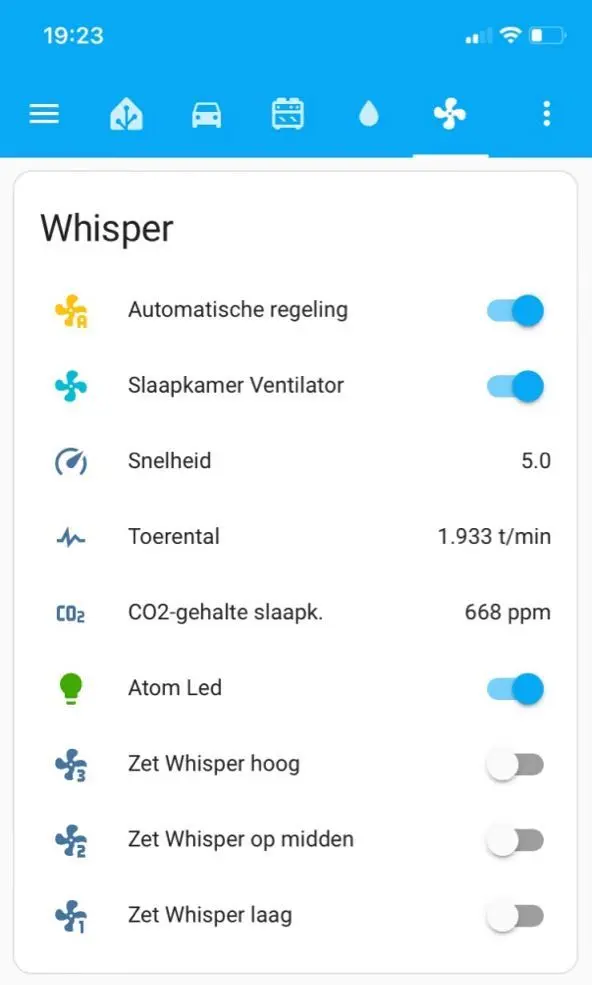 19:23
Whisper
A Automatische regeling
Slaapkamer Ventilator
Snelheid 5.0
Toerental 1.933 t/min
CO2 CO2-gehalte slaapk. 668 ppm
Atom Led
3 Zet Whisper hoog
2 Zet Whisper op midden
1 Zet Whisper laag